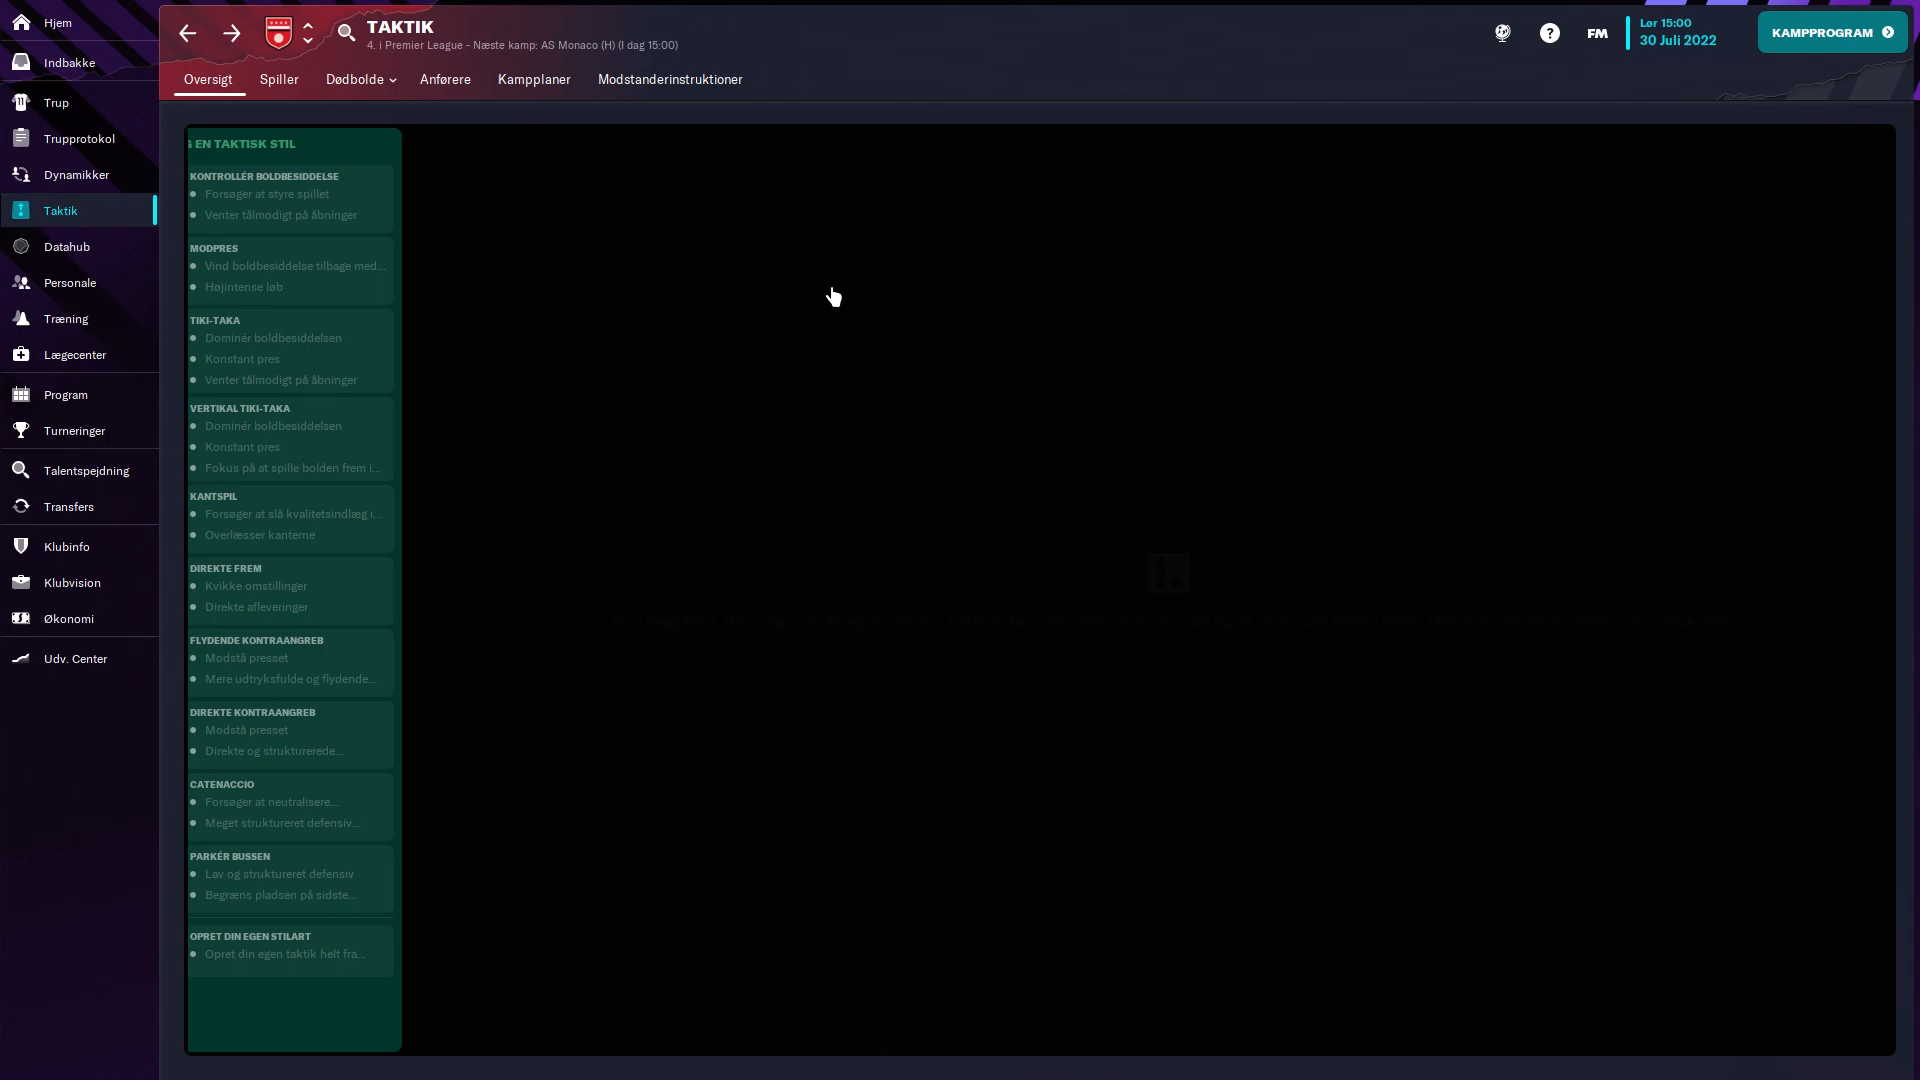 Hjem
Indbakke
Trup
Trupprotokol
Dynamikker
Taktik
Datahub
Personale
Træning
Lægecenter
Program
Turneringer
Talentspejdning
Transfers
Klubinfo
Klubvision
Økonomi
Udv. Center
TAKTIK
4. i Premier League - Næste kamp: AS Monaco (H) (I dag 15:00)
FM
Lør 15:00
30 Juli 2022
KAMPPROGRAM
Oversigt
Spiller
Dødbolde
Anførere
Kampplaner
Modstanderinstruktioner
G EN TAKTISK STIL
KONTROLLÉR BOLDBESIDDELSE
Forsøger at styre spillet
Venter tålmodigt på åbninger
MODPRES
Vind boldbesiddelse tilbage med...
Højintense løb
TIKI-TAKA
Dominér boldbesiddelsen
Konstant pres
Venter tålmodigt på åbninger
VERTIKAL TIKI-TAKA
Dominér boldbesiddelsen
Konstant pres
Fokus på at spille bolden frem i...
KANTSPIL
Forsøger at slå kvalitetsindlæg i...
Overlæsser kanterne
DIREKTE FREM
Kvikke omstillinger
Direkte afleveringer
FLYDENDE KONTRAANGREB
Modstå presset
Mere udtryksfulde og flydende...
DIREKTE KONTRAANGREB
Modstå presset
Direkte og strukturerede...
CATENACCIO
Forsøger at neutralisere...
Meget struktureret defensiv...
PARKÉR BUSSEN
Lav og struktureret defensiv
Begræns pladsen på sidste...
OPRET DIN EGEN STILART
Opret din egen taktik helt fra...